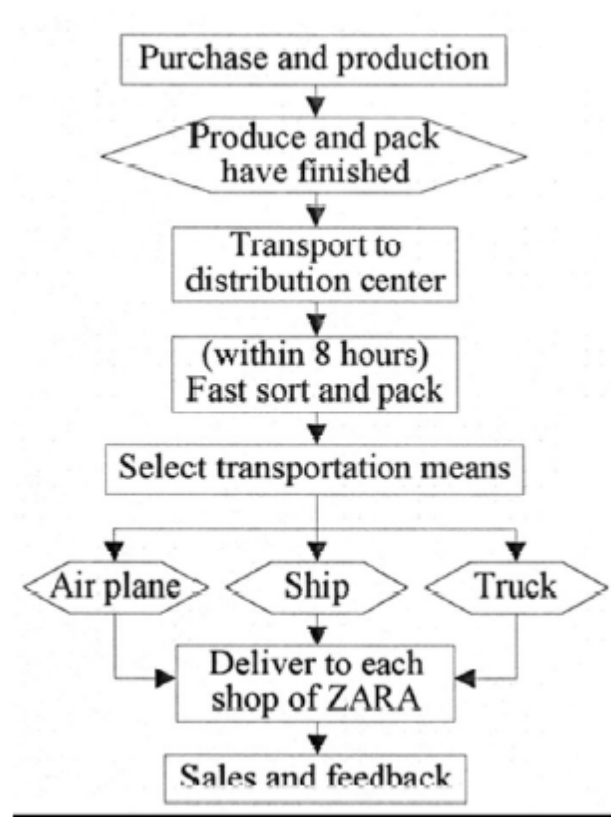 Purchase and production
Produce and pack
have finished
Transport to
distribution center
(within 8 hours)
Fast sort and pack
Select transportation means
Air plane
Ship
Truck
Deliver to each
shop of ZARA
Sales and feedback